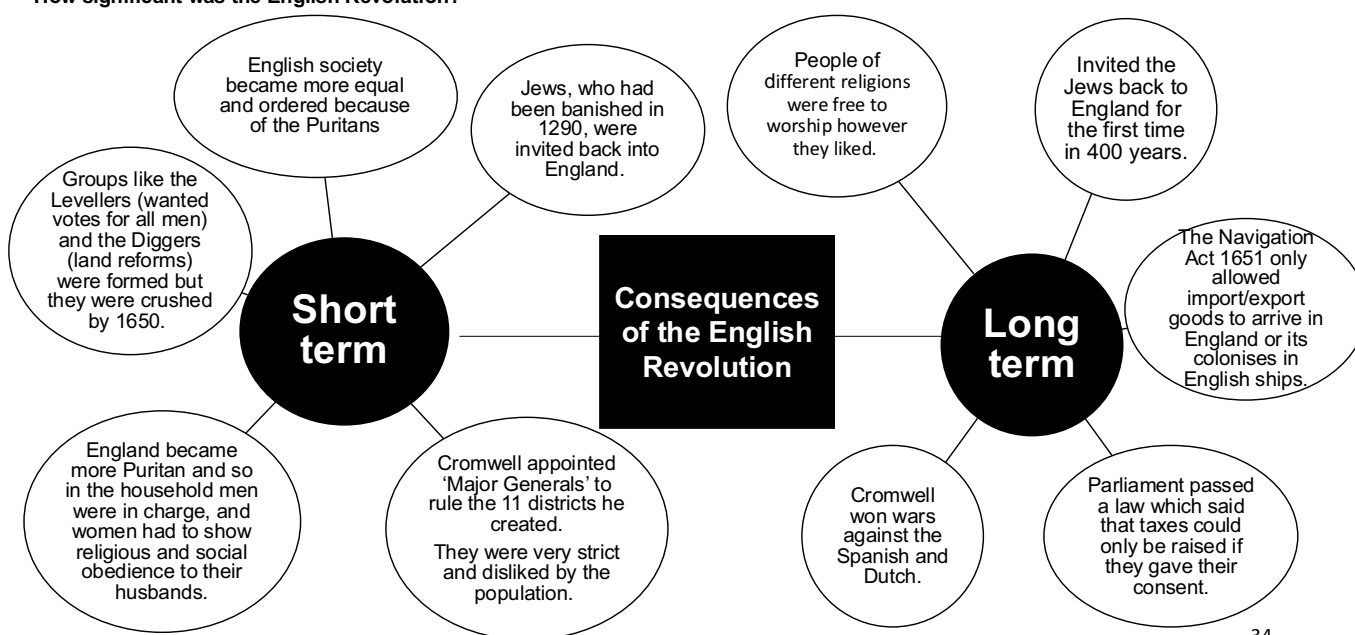 How significant was the English Revolution?
English society
became more equal
and ordered because
of the Puritans
Jews, who had
been banished in
1290, were
invited back into
England.
People of
different religions
were free to
worship however
they liked.
Invited the
Jews back to
England for
the first time
in 400 years.
Groups like the
Levellers (wanted
votes for all men)
and the Diggers
(land reforms)
were formed but
they were crushed
by 1650.
Short
term
Consequences
of the English
Revolution
Long
term
The Navigation
Act 1651 only
allowed
import/export
goods to arrive in
England or its
colonises in
English ships.
England became
more Puritan and so
in the household men
were in charge, and
women had to show
religious and social
obedience to their
husbands.
Cromwell appointed
‘Major Generals’ to
rule the 11 districts he
created.
They were very strict
and disliked by the
population.
Cromwell
won wars
against the
Spanish and
Dutch.
Parliament passed
a law which said
that taxes could
only be raised if
they gave their
consent.
34